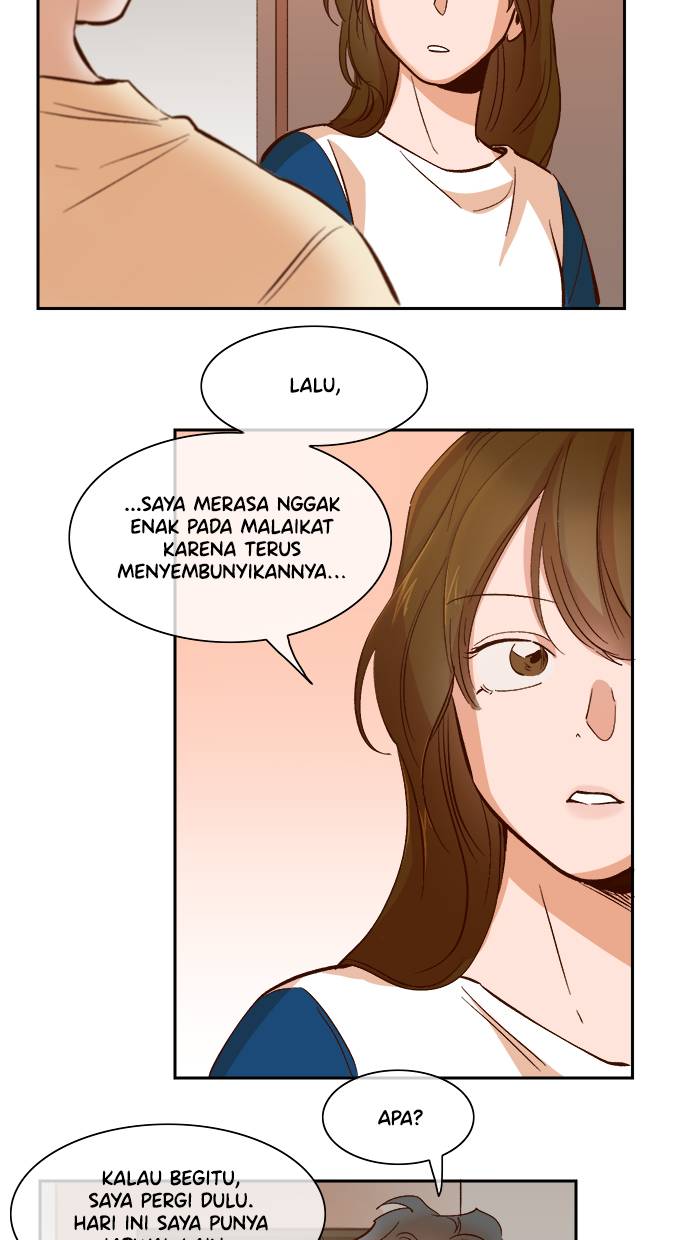 LALU,
...SAYA MERASA NGGAK
ENAK PADA MALAIKAT
KARENA TERUS
MENYEMBUNYIKANNYA...
APA?
KALAU BEGITU,
SAYA PERGI DULU.
HARI INI SAYA PUNYA